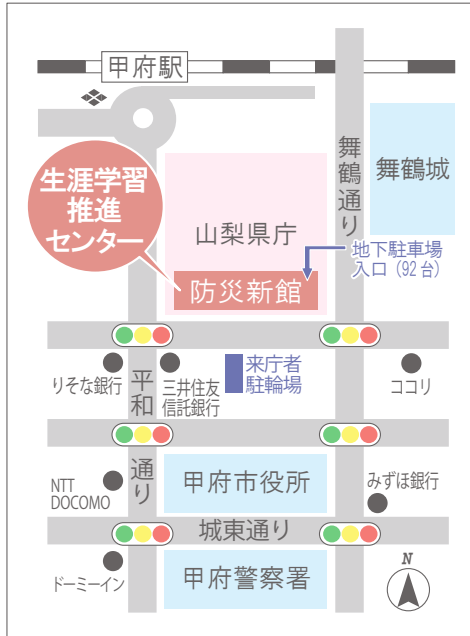 甲府駅
舞鶴通り
舞鶴城
生涯学習
推進
センター
山梨県庁
地下駐車場
入口（92台）
防災新館
りそな銀行
平和通り
三井住友
信託銀行
来庁者
駐輪場
ココリ
NTT
DOCOMO
甲府市役所
みずほ銀行
城東通り
ドーミーイン
甲府警察署
N